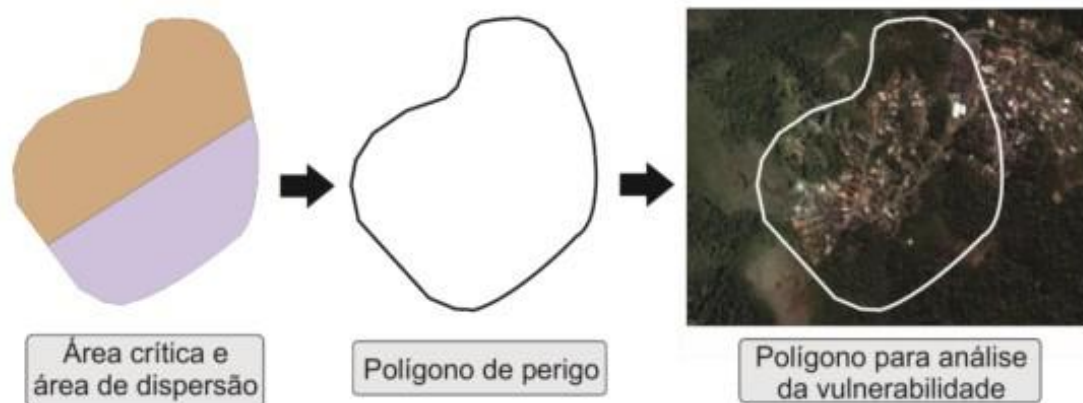 Área crítica e
área de dispersão
Polígono de perigo
Polígono para análise
da vulnerabilidade